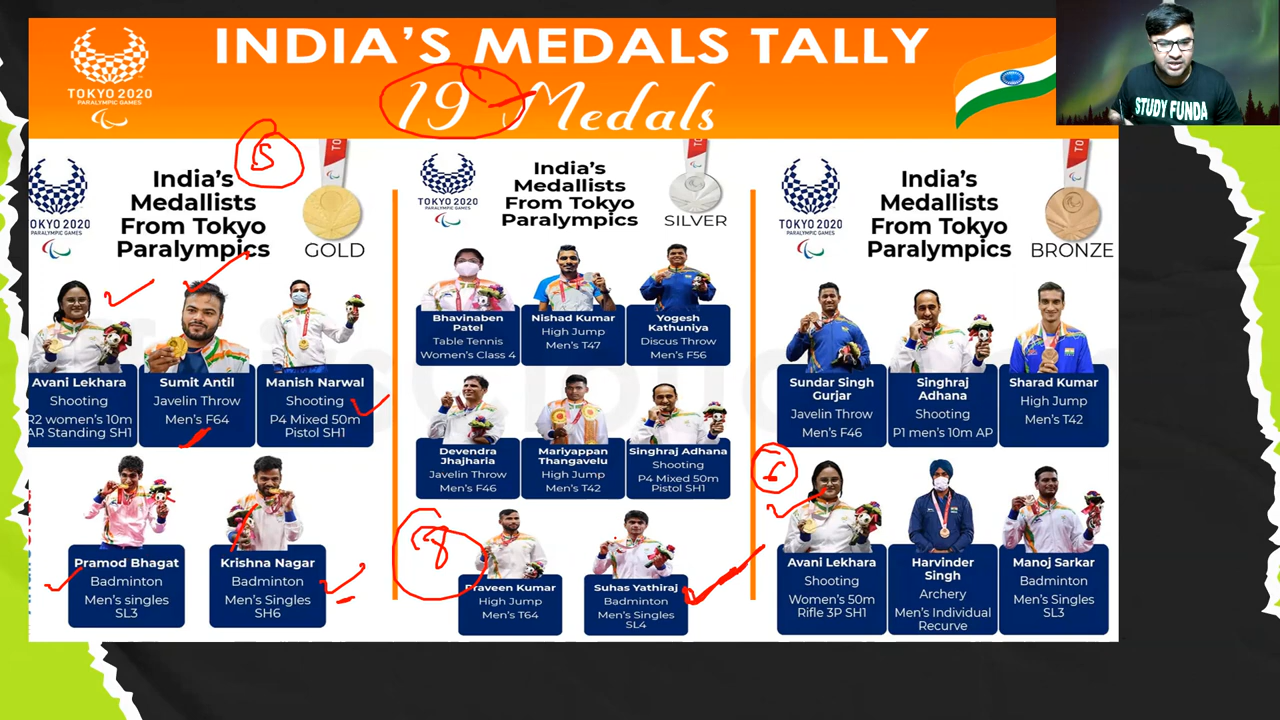 INDIA'S MEDALS TALLY
19 Medals
TOKYO 2020
PARALYMPIC GAMES
STUDY FUNDA
5
TOKYO 2020
PARALYMPIC GAMES
India's
Medallists
From Tokyo
Paralympics
GOLD
Avani Lekhara
Shooting
R2 women's 10m
AR Standing SH1
Sumit Antil
Javelin Throw
Men's F64
Manish Narwal
Shooting
P4 Mixed 50m
Pistol SH1
Pramod Bhagat
Badminton
Men's singles
SL3
Krishna Nagar
Badminton
Men's Singles
SH6
TOKYO 2020
PARALYMPIC GAMES
India's
Medallists
From Tokyo
Paralympics
SILVER
Bhavinaben
Patel
Table Tennis
Women's Class 4
Nishad Kumar
High Jump
Men's T47
Yogesh
Kathuniya
Discus Throw
Men's F56
Devendra
Jhajharia
Javelin Throw
Men's F46
Mariyappan
Thangavelu
High Jump
Men's T42
Singhraj Adhana
Shooting
P4 Mixed 50m
Pistol SH1
8
Praveen Kumar
High Jump
Men's T64
Suhas Yathiraj
Badminton
Men's Singles
SL4
TOKYO 2020
PARALYMPIC GAMES
India's
Medallists
From Tokyo
Paralympics
BRONZE
Sundar Singh
Gurjar
Javelin Throw
Men's F46
Singhraj
Adhana
Shooting
P1 men's 10m AP
Sharad Kumar
High Jump
Men's T42
6
Avani Lekhara
Shooting
Women's 50m
Rifle 3P SH1
Harvinder
Singh
Archery
Men's Individual
Recurve
Manoj Sarkar
Badminton
Men's Singles
SL3